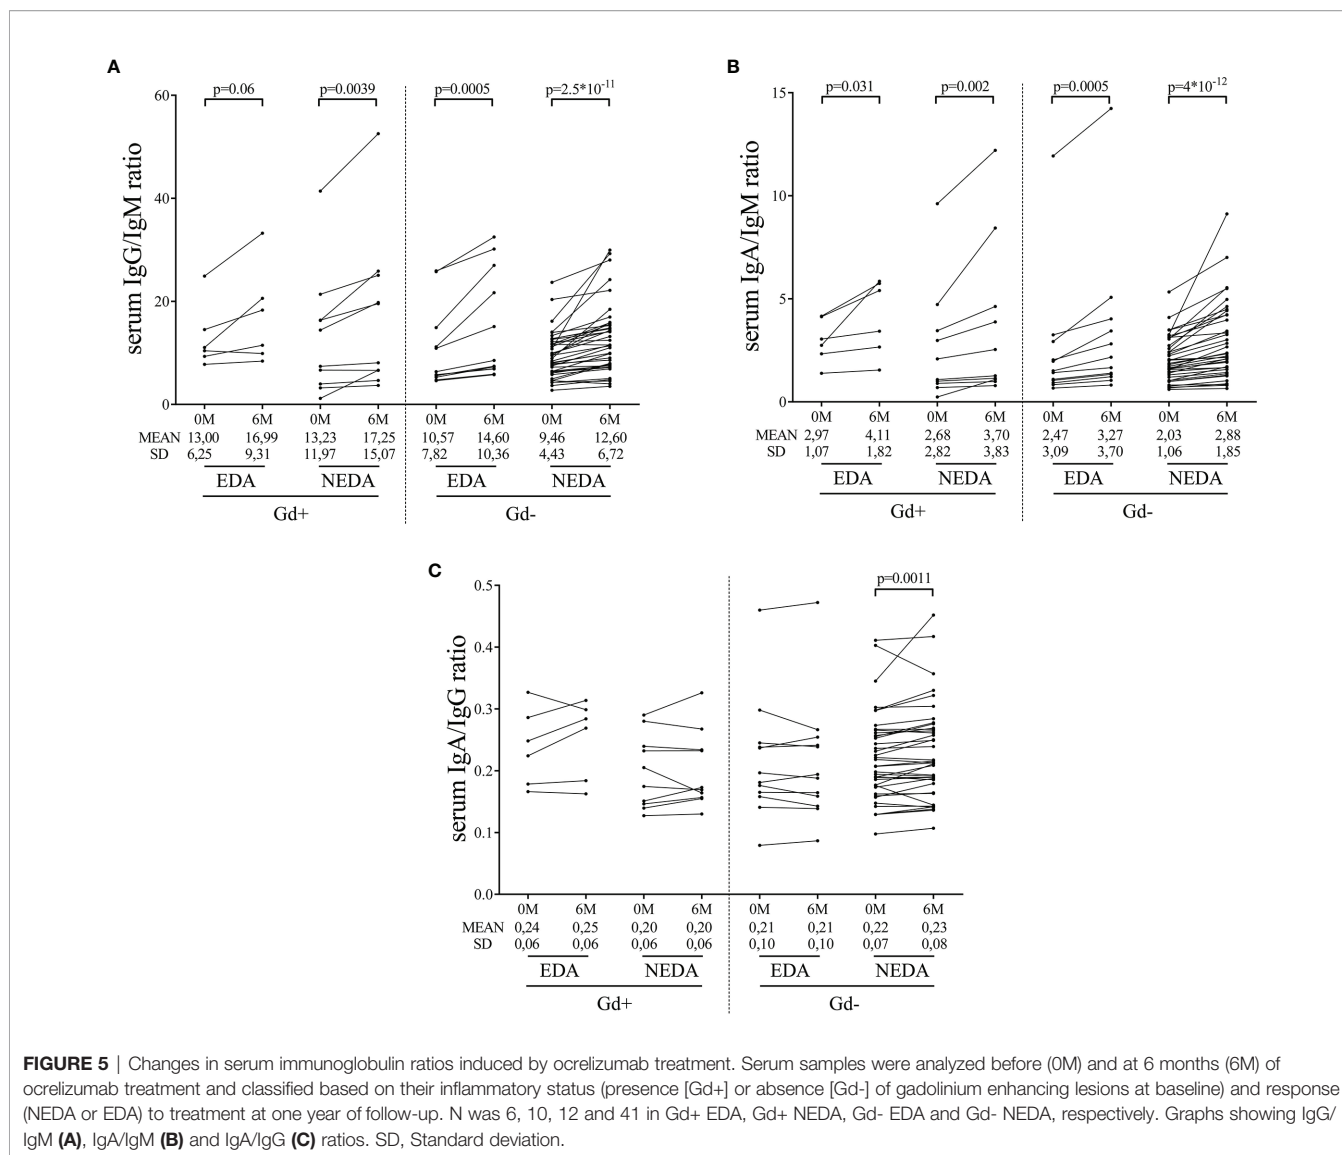 A
p=0.06 p=0.0039 p=0.0005 p=2.5*10-11
serum IgG/IgM ratio
60
40
20
0
0M 6M 0M 6M 0M 6M 0M 6M
MEAN 13,00 16,99 13,23 17,25 10,57 14,60 9,46 12,60
SD 6,25 9,31 11,97 15,07 7,82 10,36 4,43 6,72
EDA NEDA EDA NEDA
Gd+ Gd-
B
p=0.031 p=0.002 p=0.0005 p=4*10-12
serum IgA/IgM ratio
15
10
5
0
0M 6M 0M 6M 0M 6M 0M 6M
MEAN 2,97 4,11 2,68 3,70 2,47 3,27 2,03 2,88
SD 1,07 1,82 2,82 3,83 3,09 3,70 1,06 1,85
EDA NEDA EDA NEDA
Gd+ Gd-
C
p=0.0011
serum IgA/IgG ratio
0.5
0.4
0.3
0.2
0.1
0.0
0M 6M 0M 6M 0M 6M 0M 6M
MEAN 0,24 0,25 0,20 0,20 0,21 0,21 0,22 0,23
SD 0,06 0,06 0,06 0,06 0,10 0,10 0,07 0,08
EDA NEDA EDA NEDA
Gd+ Gd-
FIGURE 5 | Changes in serum immunoglobulin ratios induced by ocrelizumab treatment. Serum samples were analyzed before (0M) and at 6 months (6M) of
ocrelizumab treatment and classified based on their inflammatory status (presence [Gd+] or absence [Gd-] of gadolinium enhancing lesions at baseline) and response
(NEDA or EDA) to treatment at one year of follow-up. N was 6, 10, 12 and 41 in Gd+ EDA, Gd+ NEDA, Gd- EDA and Gd- NEDA, respectively. Graphs showing IgG/
IgM (A), IgA/IgM (B) and IgA/IgG (C) ratios. SD, Standard deviation.